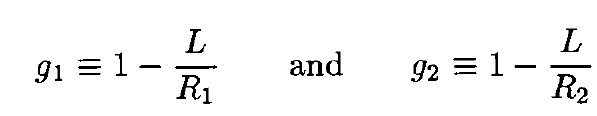 g₁ ≡ 1 − L/R₁ and g₂ ≡ 1 − L/R₂